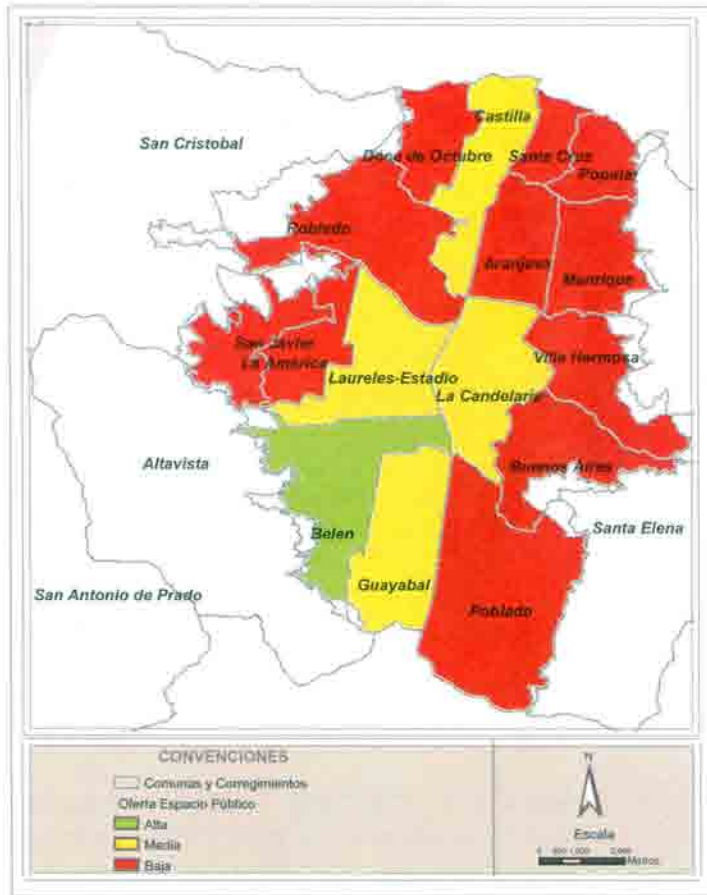 Castilla
San Cristobal
Doce de Octubre
Santa Cruz
Popular
Robledo
Aranjuez
Manrique
San Javier
La América
Villa Hermosa
Laureles-Estadio
La Candelaria
Altavista
Buenos Aires
Belen
Santa Elena
Guayabal
San Antonio de Prado
Poblado
CONVENCIONES
Comunas y Corregimientos
Oferta Espacio Público
Alta
Media
Baja
N
Escala
Metros